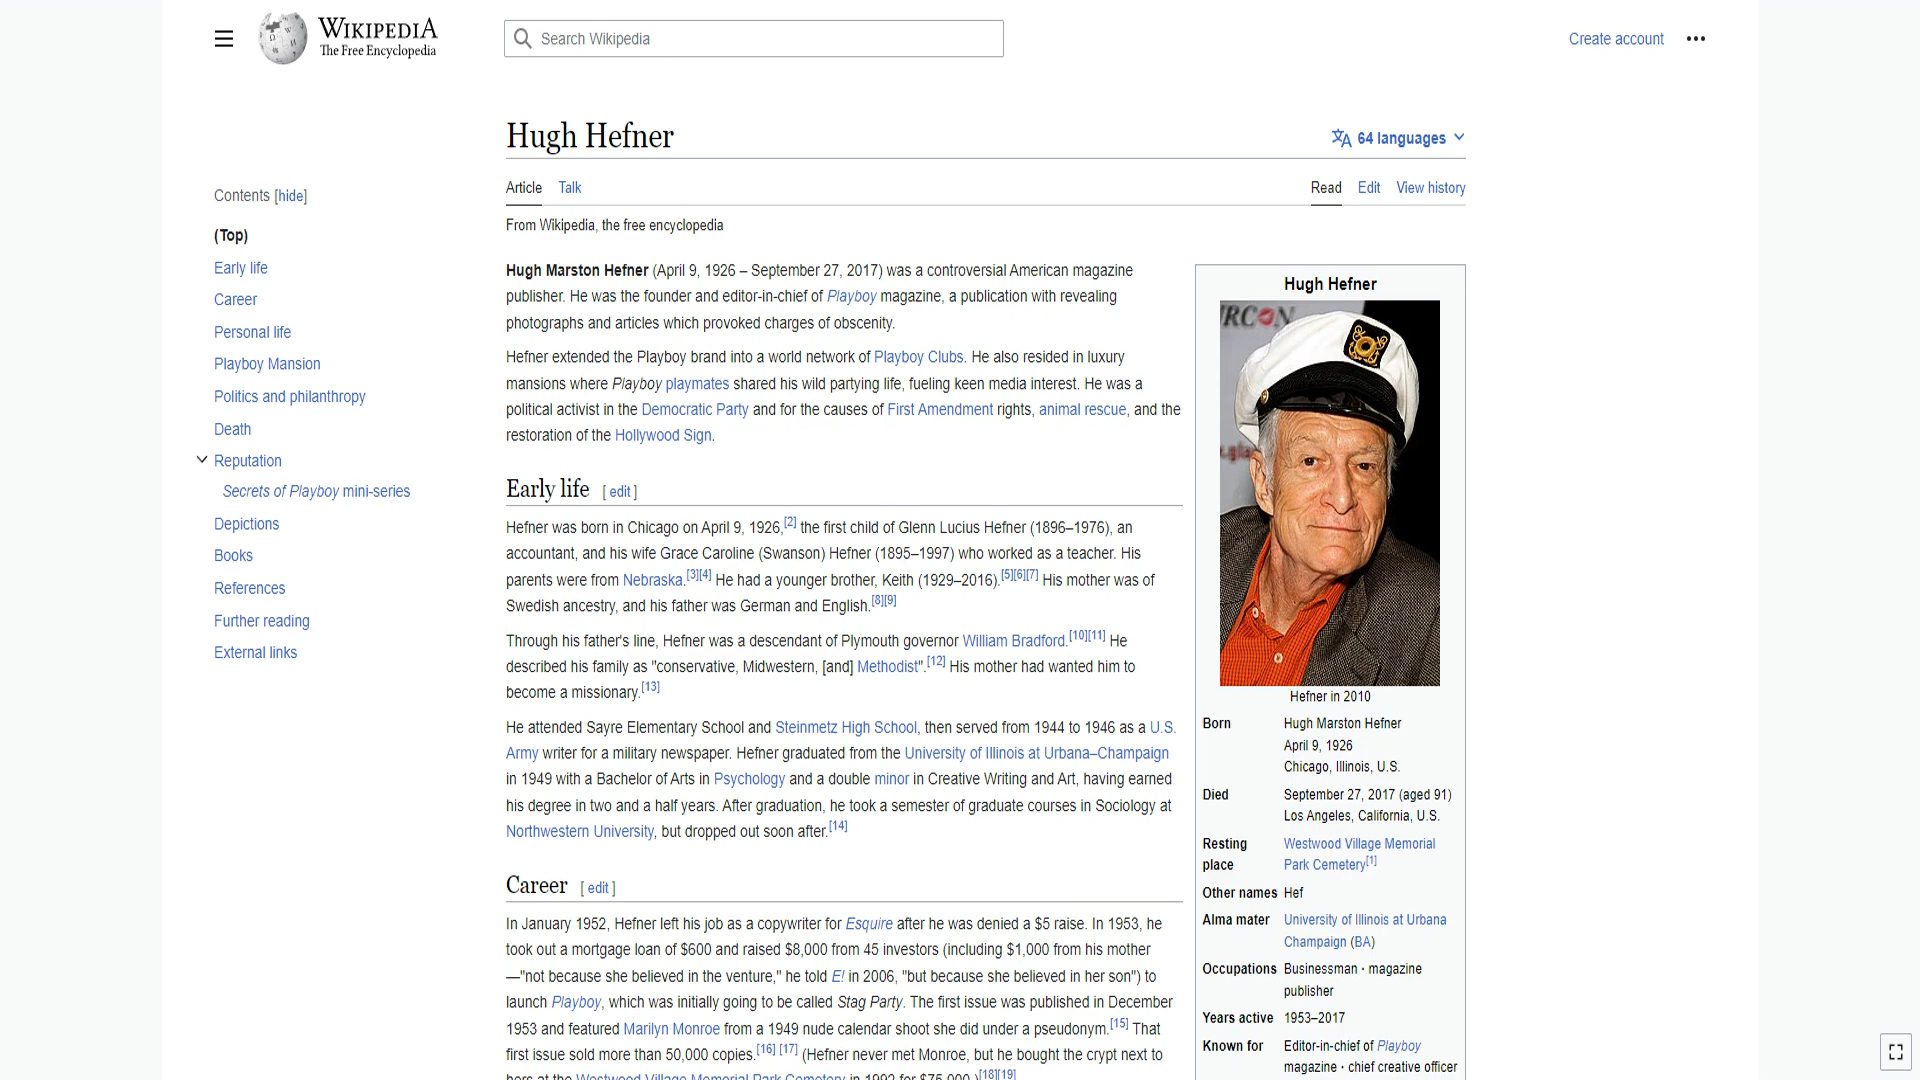 WIKIPEDIA
The Free Encyclopedia
Search Wikipedia
Create account
Hugh Hefner
64 languages
Contents [hide]
Article Talk
Read Edit View history
From Wikipedia, the free encyclopedia
(Top)
Early life
Career
Personal life
Playboy Mansion
Politics and philanthropy
Death
Reputation
Secrets of Playboy mini-series
Depictions
Books
References
Further reading
External links
Hugh Marston Hefner (April 9, 1926 – September 27, 2017) was a controversial American magazine
publisher. He was the founder and editor-in-chief of Playboy magazine, a publication with revealing
photographs and articles which provoked charges of obscenity.
Hefner extended the Playboy brand into a world network of Playboy Clubs. He also resided in luxury
mansions where Playboy playmates shared his wild partying life, fueling keen media interest. He was a
political activist in the Democratic Party and for the causes of First Amendment rights, animal rescue, and the
restoration of the Hollywood Sign.
Early life [ edit ]
Hefner was born in Chicago on April 9, 1926,[2] the first child of Glenn Lucius Hefner (1896–1976), an
accountant, and his wife Grace Caroline (Swanson) Hefner (1895–1997) who worked as a teacher. His
parents were from Nebraska.[3][4] He had a younger brother, Keith (1929–2016).[5][6][7] His mother was of
Swedish ancestry, and his father was German and English.[8][9]
Through his father's line, Hefner was a descendant of Plymouth governor William Bradford.[10][11] He
described his family as "conservative, Midwestern, [and] Methodist".[12] His mother had wanted him to
become a missionary.[13]
He attended Sayre Elementary School and Steinmetz High School, then served from 1944 to 1946 as a U.S.
Army writer for a military newspaper. Hefner graduated from the University of Illinois at Urbana–Champaign
in 1949 with a Bachelor of Arts in Psychology and a double minor in Creative Writing and Art, having earned
his degree in two and a half years. After graduation, he took a semester of graduate courses in Sociology at
Northwestern University, but dropped out soon after.[14]
Career [ edit ]
In January 1952, Hefner left his job as a copywriter for Esquire after he was denied a $5 raise. In 1953, he
took out a mortgage loan of $600 and raised $8,000 from 45 investors (including $1,000 from his mother
—"not because she believed in the venture," he told E! in 2006, "but because she believed in her son") to
launch Playboy, which was initially going to be called Stag Party. The first issue was published in December
1953 and featured Marilyn Monroe from a 1949 nude calendar shoot she did under a pseudonym.[15] That
first issue sold more than 50,000 copies.[16] [17] (Hefner never met Monroe, but he bought the crypt next to
hers at the Westwood Village Memorial Park Cemetery in 1992 for $75,000.)[18][19]
Hugh Hefner
Hefner in 2010
Born Hugh Marston Hefner
April 9, 1926
Chicago, Illinois, U.S.
Died September 27, 2017 (aged 91)
Los Angeles, California, U.S.
Resting Westwood Village Memorial
place Park Cemetery[1]
Other names Hef
Alma mater University of Illinois at Urbana
Champaign (BA)
Occupations Businessman · magazine
publisher
Years active 1953–2017
Known for Editor-in-chief of Playboy
magazine · chief creative officer